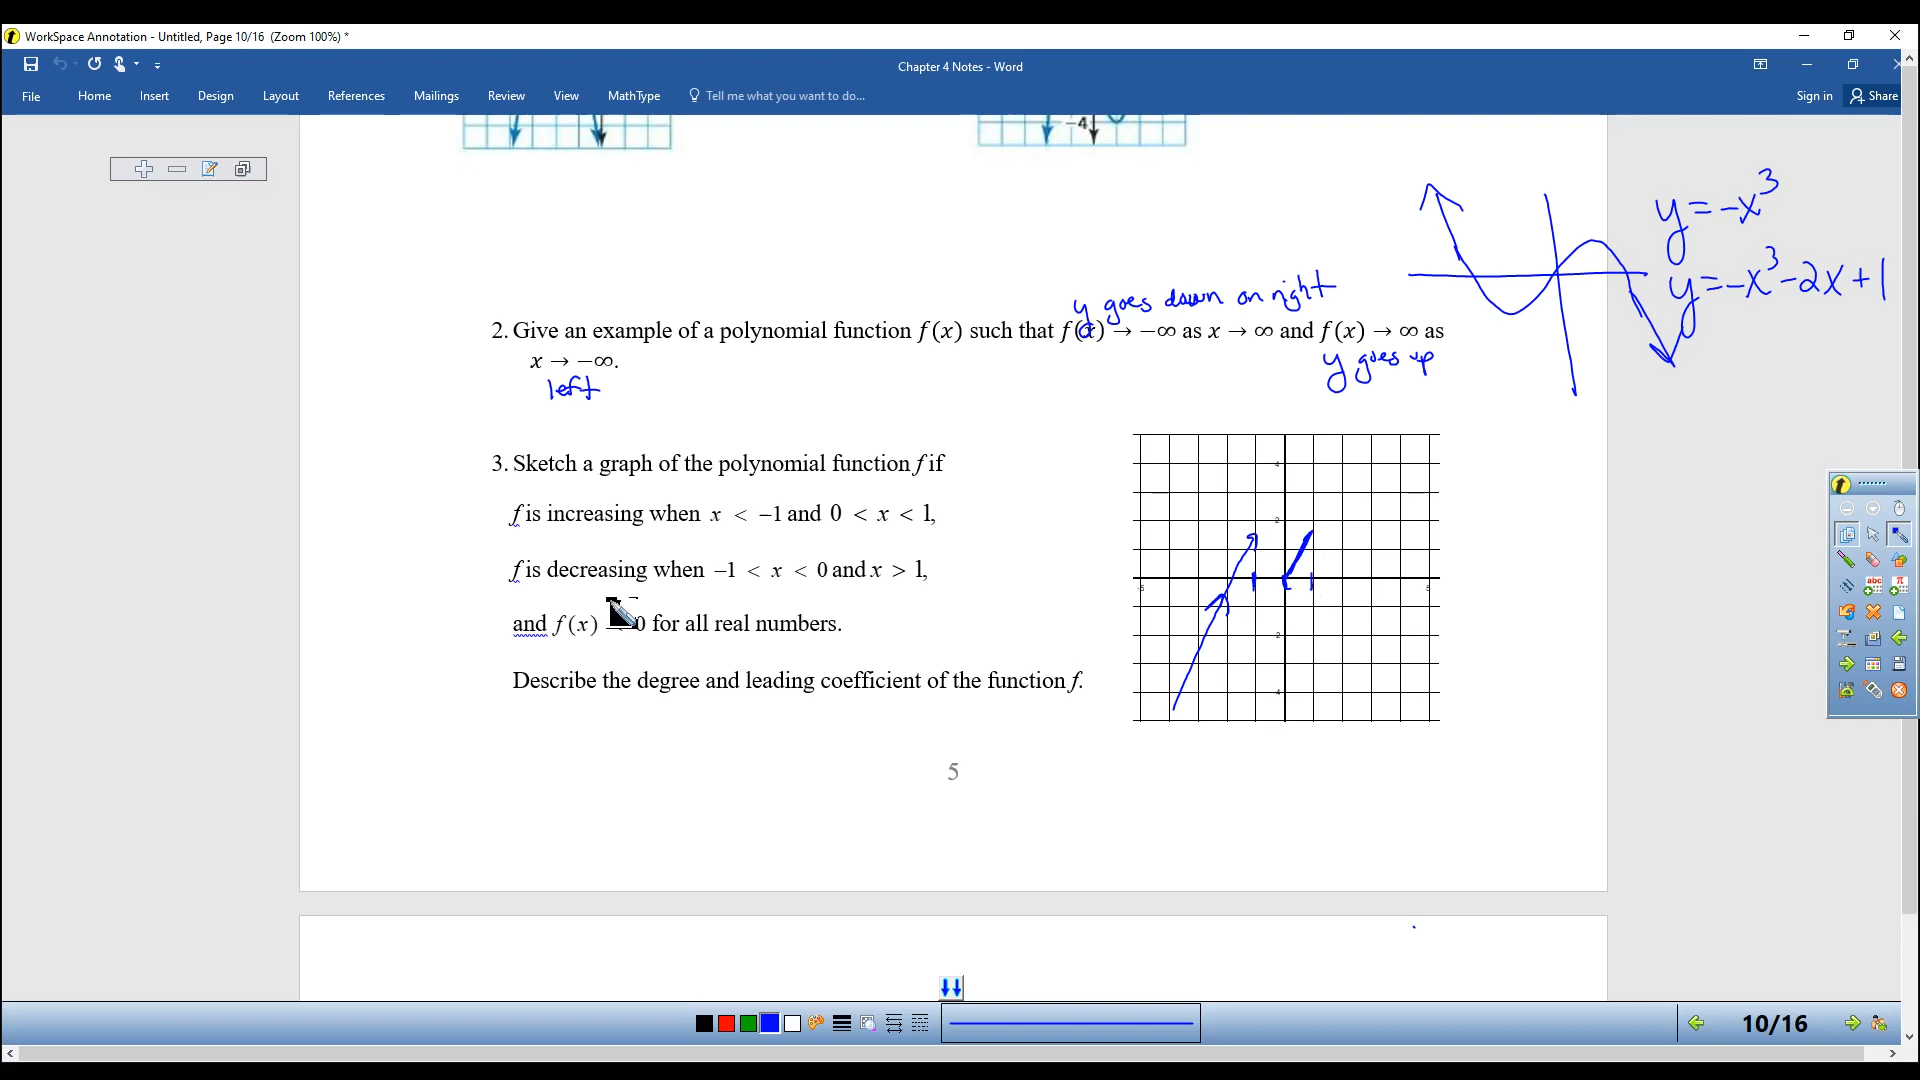 WorkSpace Annotation - Untitled, Page 10/16 (Zoom 100%) *
Chapter 4 Notes - Word
File Home Insert Design Layout References Mailings Review View MathType Tell me what you want to do... Sign in Share
−4
y = -x³
y = -x³ - 2x + 1
y goes down on right
2. Give an example of a polynomial function f(x) such that f(x) → −∞ as x → ∞ and f(x) → ∞ as
x → −∞.
y goes up
left
3. Sketch a graph of the polynomial function f if
f is increasing when x < −1 and 0 < x < 1,
f is decreasing when −1 < x < 0 and x > 1,
and f(x) 0 for all real numbers.
Describe the degree and leading coefficient of the function f.
5
10/16